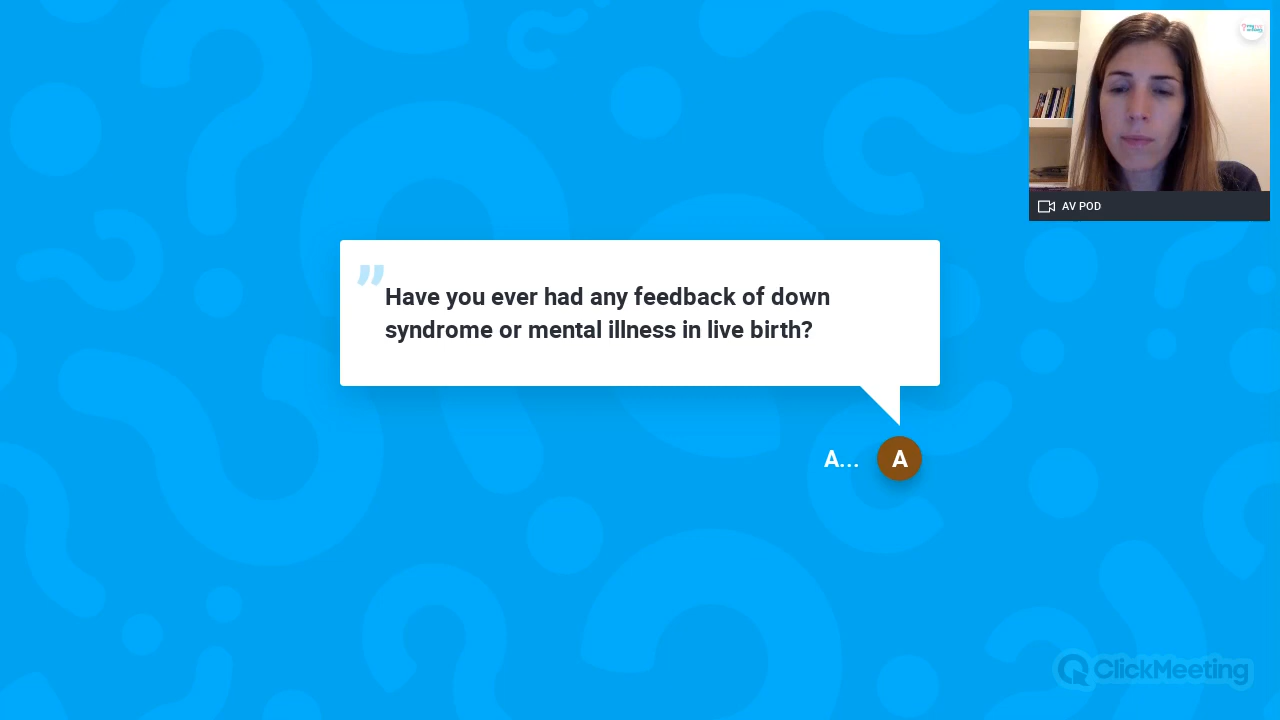 AV POD
Have you ever had any feedback of down
syndrome or mental illness in live birth?
A...
A
ClickMeeting